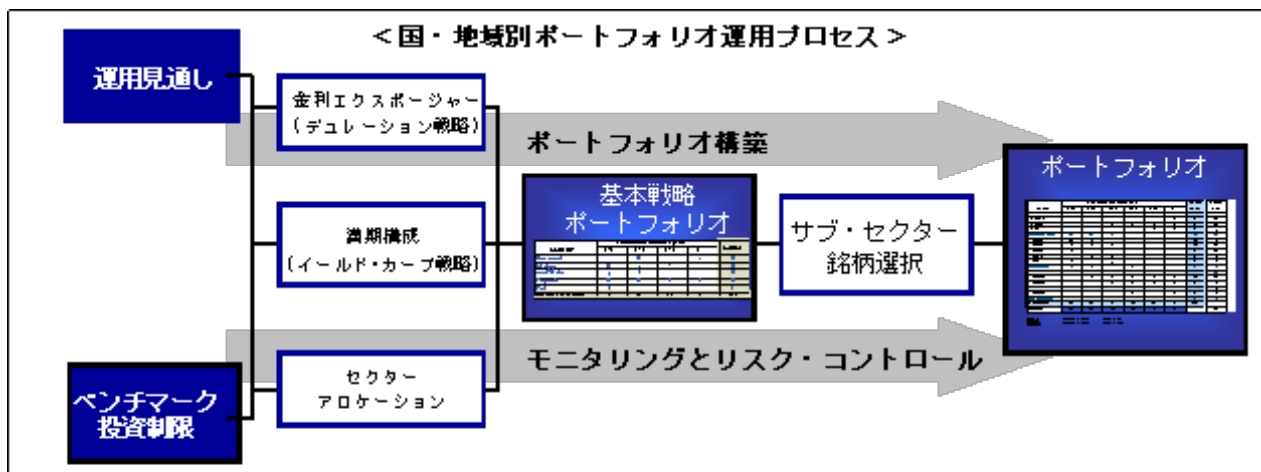 <国・地域別ポートフォリオ運用プロセス>
運用見通し
金利エクスポージャー
(デュレーション戦略)
ポートフォリオ構築
ポートフォリオ
基本戦略
ポートフォリオ
サブ・セクター
銘柄選択
満期構成
(イールド・カーブ戦略)
モニタリングとリスク・コントロール
セクター
アロケーション
ベンチマーク
投資制限